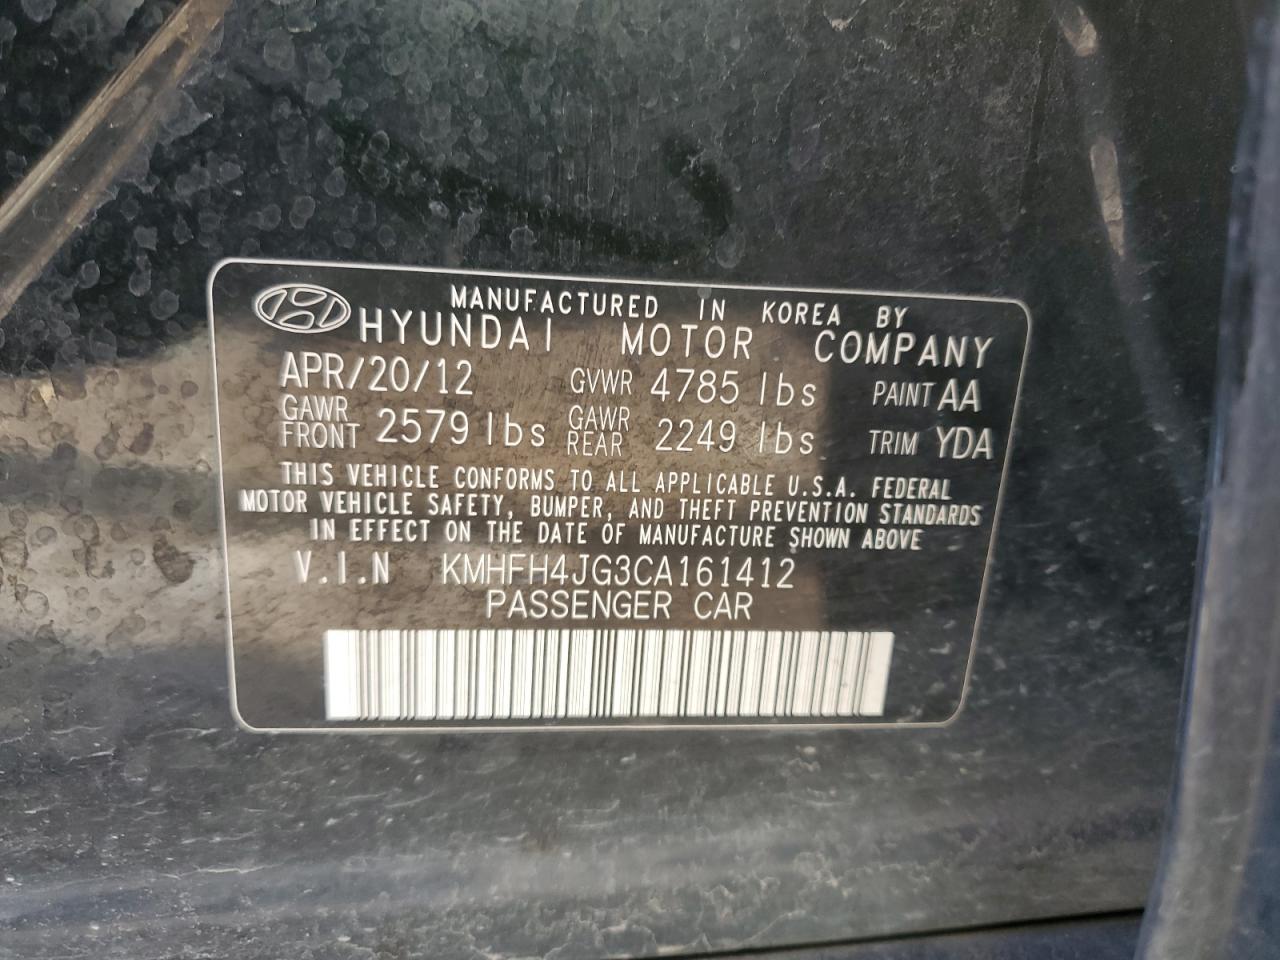 MANUFACTURED IN KOREA BY
HYUNDAI MOTOR COMPANY
APR/20/12 GVWR 4785 lbs PAINT AA
GAWR FRONT 2579 lbs GAWR REAR 2249 lbs TRIM YDA
THIS VEHICLE CONFORMS TO ALL APPLICABLE U.S.A. FEDERAL
MOTOR VEHICLE SAFETY, BUMPER, AND THEFT PREVENTION STANDARDS
IN EFFECT ON THE DATE OF MANUFACTURE SHOWN ABOVE
V.I.N KMHFH4JG3CA161412
PASSENGER CAR